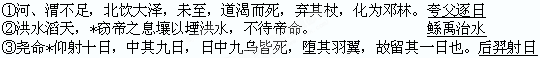 ①河、渭不足,北饮大泽,未至,道渴而死,弃其杖,化为邓林。夸父逐日
②洪水滔天,*窃帝之息壤以堙洪水,不待帝命。 鲧禹治水
③尧命*仰射十日,中其九日,日中九乌皆死,堕其羽翼,故留其一日也。后羿射日